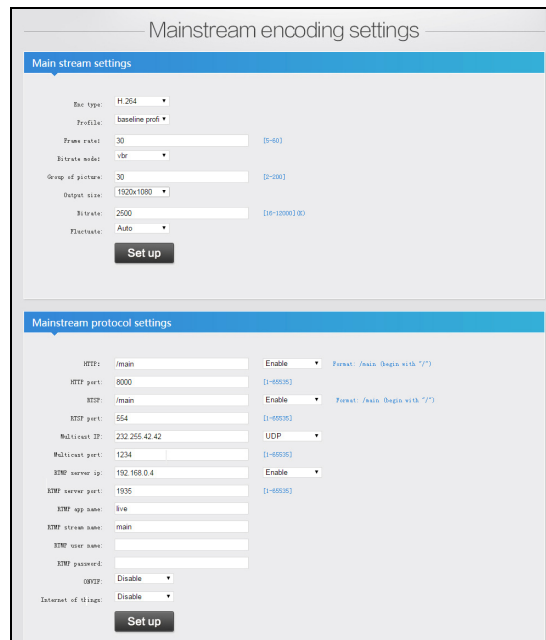 Mainstream encoding settings
Main stream settings
Enc type: H.264
Profile: baseline profi
Frame rate: 30 [5-60]
Bitrate mode: vbr
Group of picture: 30 [2-200]
Output size: 1920x1080
Bitrate: 2500 [16-12000](K)
Fluctuate: Auto
Set up
Mainstream protocol settings
HTTP: /main Enable Format: /main (begin with "/")
HTTP port: 8000 [1-65535]
RTSP: /main Enable Format: /main (begin with "/")
RTSP port: 554 [1-65535]
Multicast IP: 232.255.42.42 UDP
Multicast port: 1234 [1-65535]
RTMP server ip: 192.168.0.4 Enable
RTMP server port: 1935 [1-65535]
RTMP app name: live
RTMP stream name: main
RTMP user name:
RTMP password:
ONVIF: Disable
Internet of things: Disable
Set up